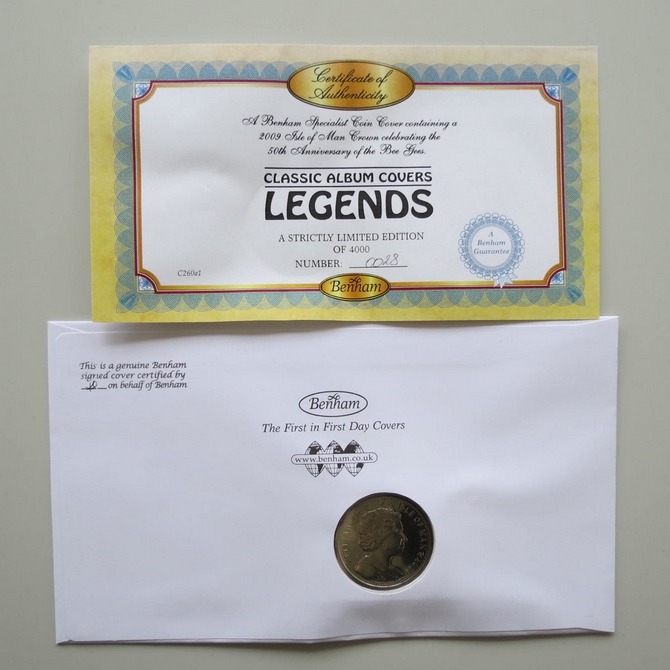 Certificate of
Authenticity
A Benham Specialist Coin Cover containing a
2009 Isle of Man Crown celebrating the
50th Anniversary of the Bee Gees.
CLASSIC ALBUM COVERS
LEGENDS
A STRICTLY LIMITED EDITION
OF 4000
NUMBER: 0028
A
Benham
Guarantee
C260a1
Benham
This is a genuine Benham
signed cover certified by
on behalf of Benham
Benham
The First in First Day Covers
www.benham.co.uk
ISLE OF MAN